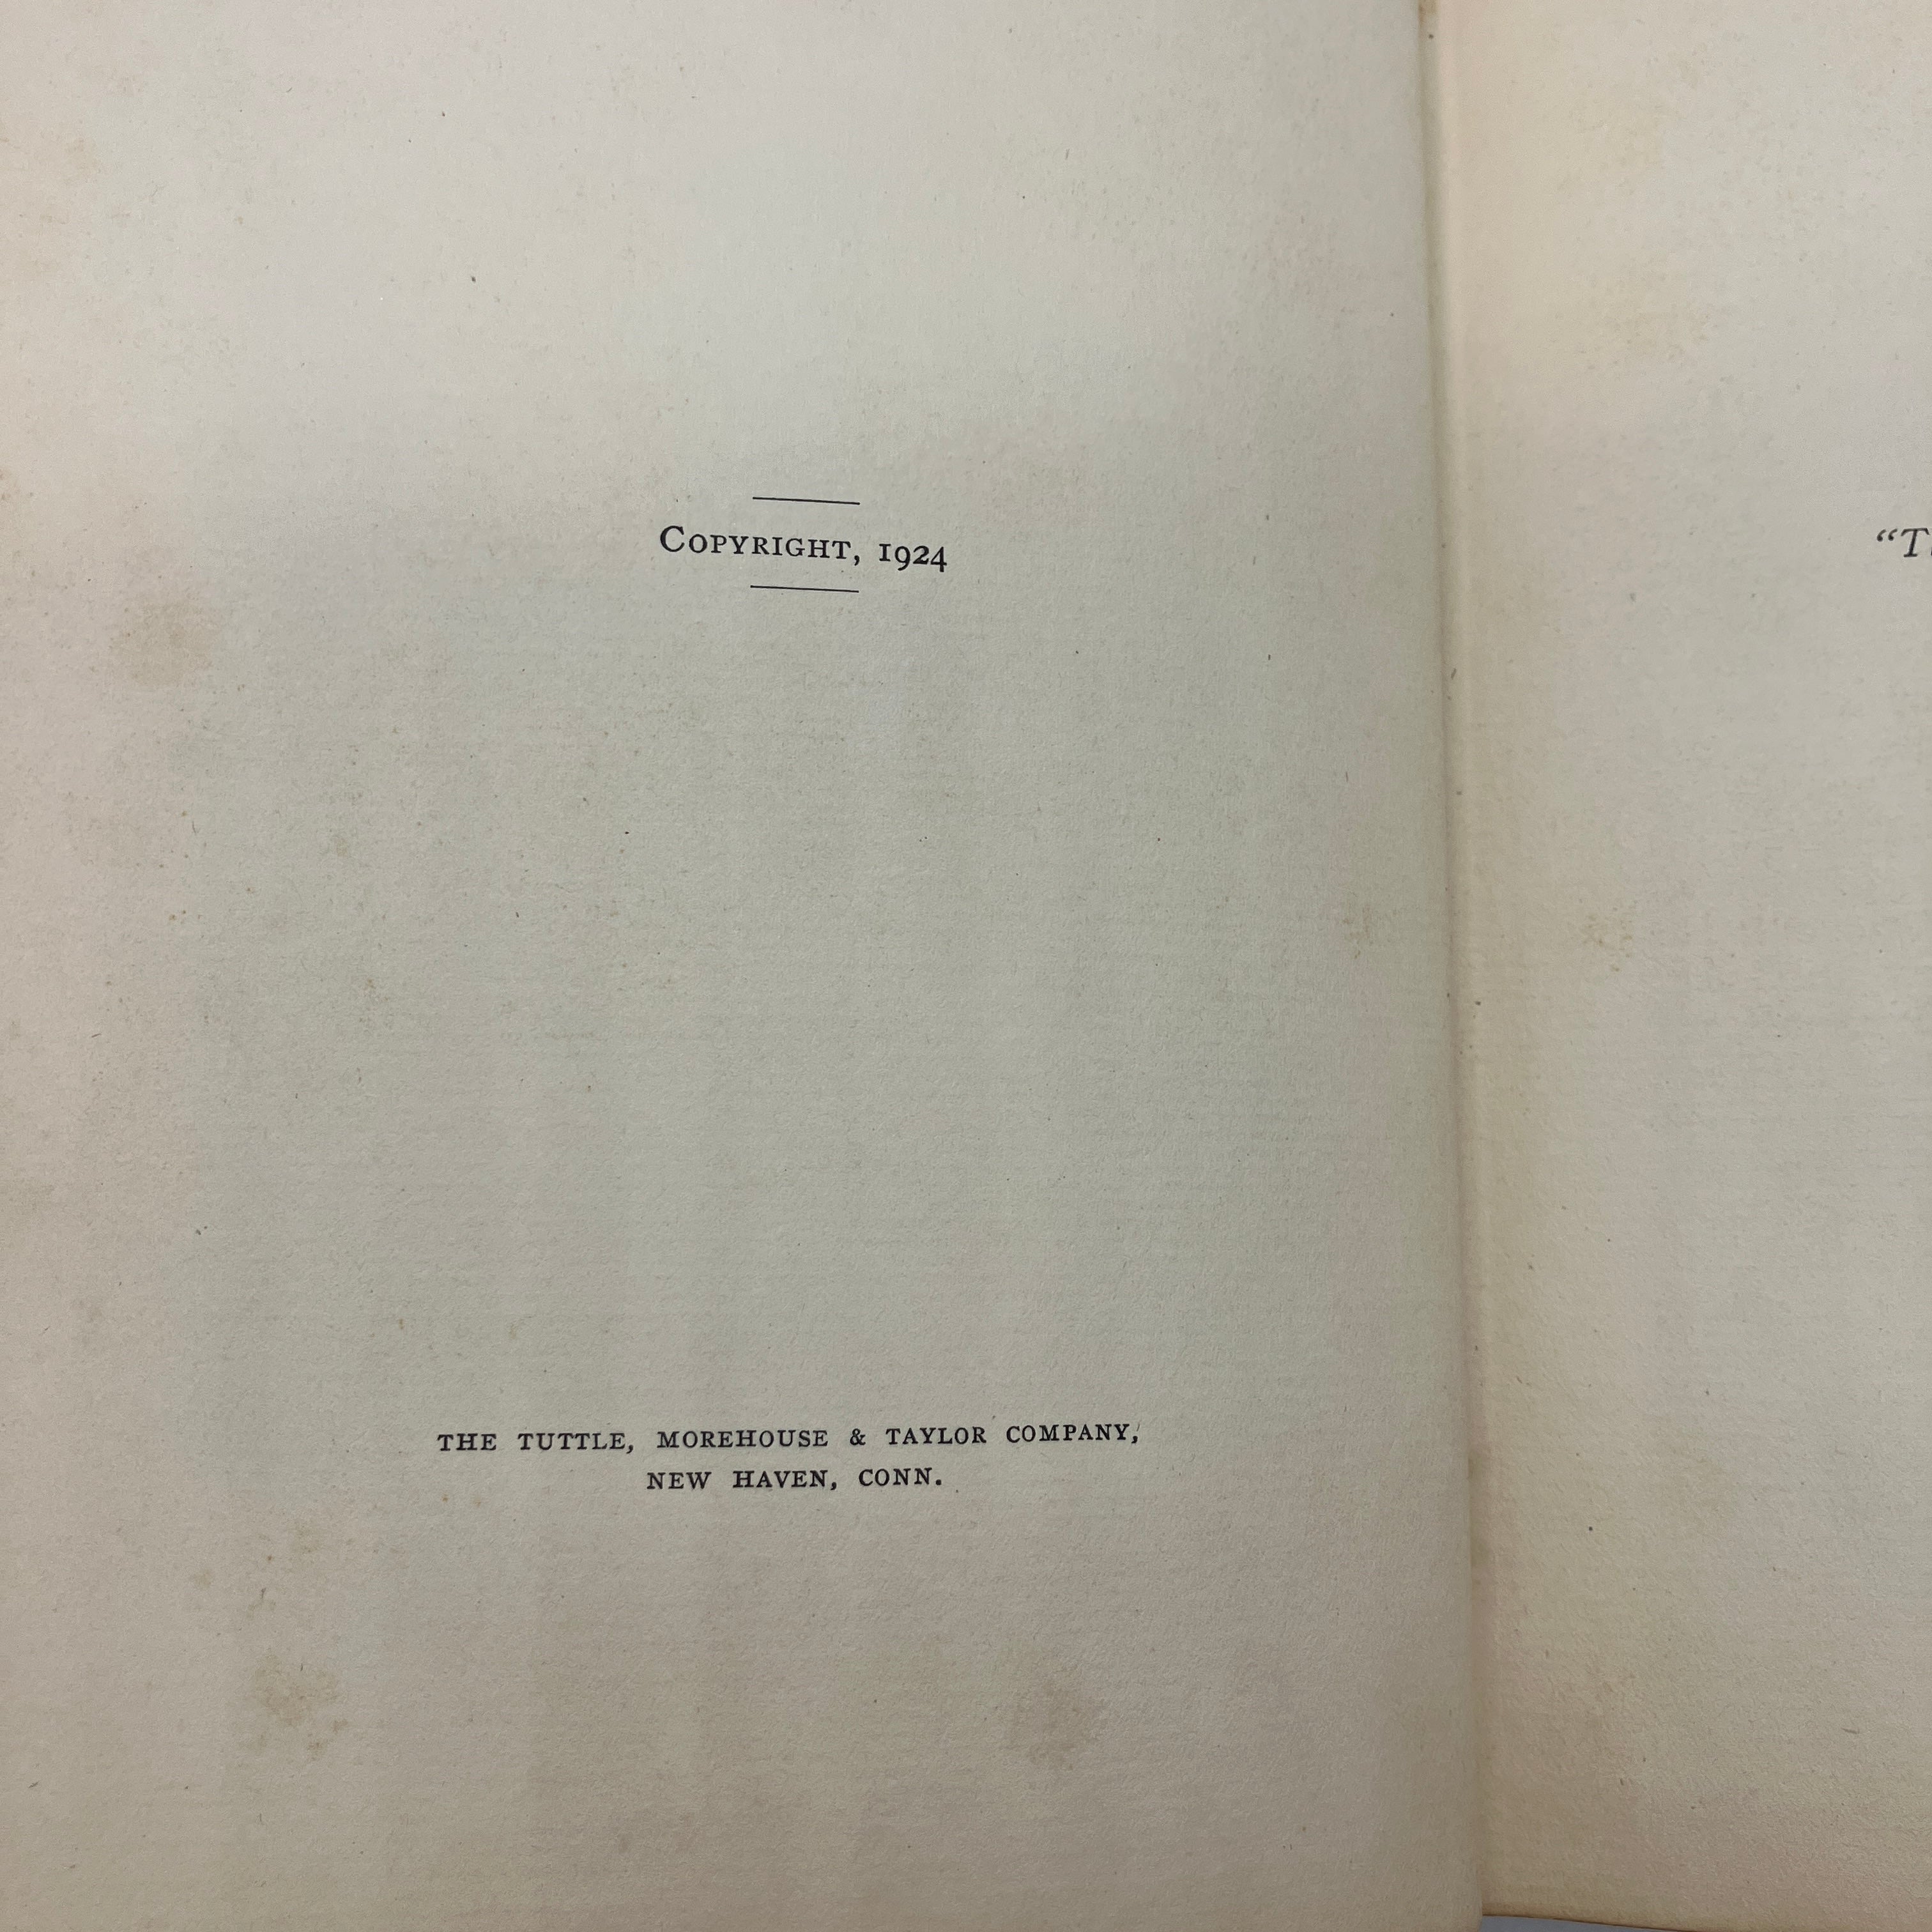 Copyright, 1924
THE TUTTLE, MOREHOUSE & TAYLOR COMPANY,
NEW HAVEN, CONN.